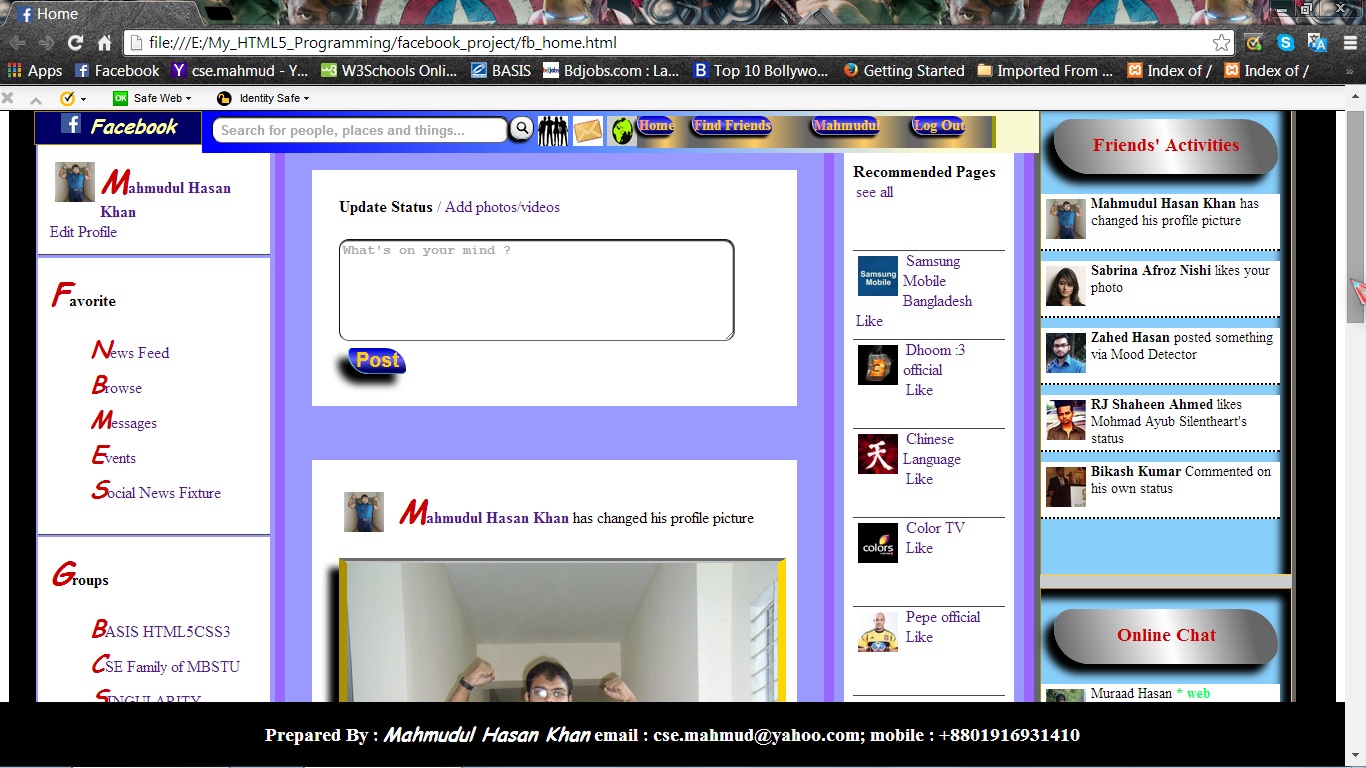 Home
file:///E:/My_HTML5_Programming/facebook_project/fb_home.html
Apps Facebook cse.mahmud - Y... W3Schools Onli... BASIS Bdjobs.com : La... Top 10 Bollywo... Getting Started Imported From ... Index of / Index of / »
OK Safe Web Identity Safe
Facebook
Search for people, places and things...
Home Find Friends Mahmudul Log Out
Mahmudul Hasan
Khan
Edit Profile
Favorite
News Feed
Browse
Messages
Events
Social News Fixture
Groups
BASIS HTML5CSS3
CSE Family of MBSTU
SINGULARITY
Update Status / Add photos/videos
What's on your mind ?
Post
Mahmudul Hasan Khan has changed his profile picture
Recommended Pages
see all
Samsung
Mobile
Samsung
Mobile
Bangladesh
Like
3
Dhoom :3
official
Like
天
Chinese
Language
Like
colors
Color TV
Like
Pepe official
Like
Friends' Activities
Mahmudul Hasan Khan has
changed his profile picture
Sabrina Afroz Nishi likes your
photo
Zahed Hasan posted something
via Mood Detector
RJ Shaheen Ahmed likes
Mohmad Ayub Silentheart's
status
Bikash Kumar Commented on
his own status
Online Chat
Muraad Hasan * web
Prepared By : Mahmudul Hasan Khan email : cse.mahmud@yahoo.com; mobile : +8801916931410